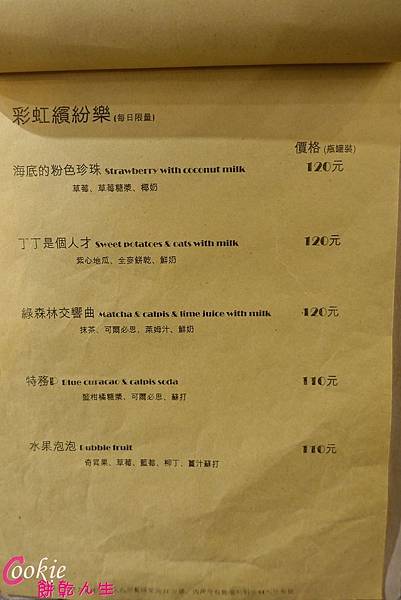 彩虹繽紛樂 (每日限量)
價格 (瓶罐裝)
海底的粉色珍珠 Strawberry with coconut milk 120元
草莓、草莓糖漿、椰奶
丁丁是個人才 Sweet potatoes & oats with milk 120元
紫心地瓜、全麥餅乾、鮮奶
綠森林交響曲 Matcha & calpis & lime juice with milk 120元
抹茶、可爾必思、萊姆汁、鮮奶
特務P Blue curacao & calpis soda 110元
藍柑橘糖漿、可爾必思、蘇打
水果泡泡 Bubble fruit 110元
奇異果、草莓、藍莓、柳丁、薑汁蘇打
Cookie
餅乾ん生